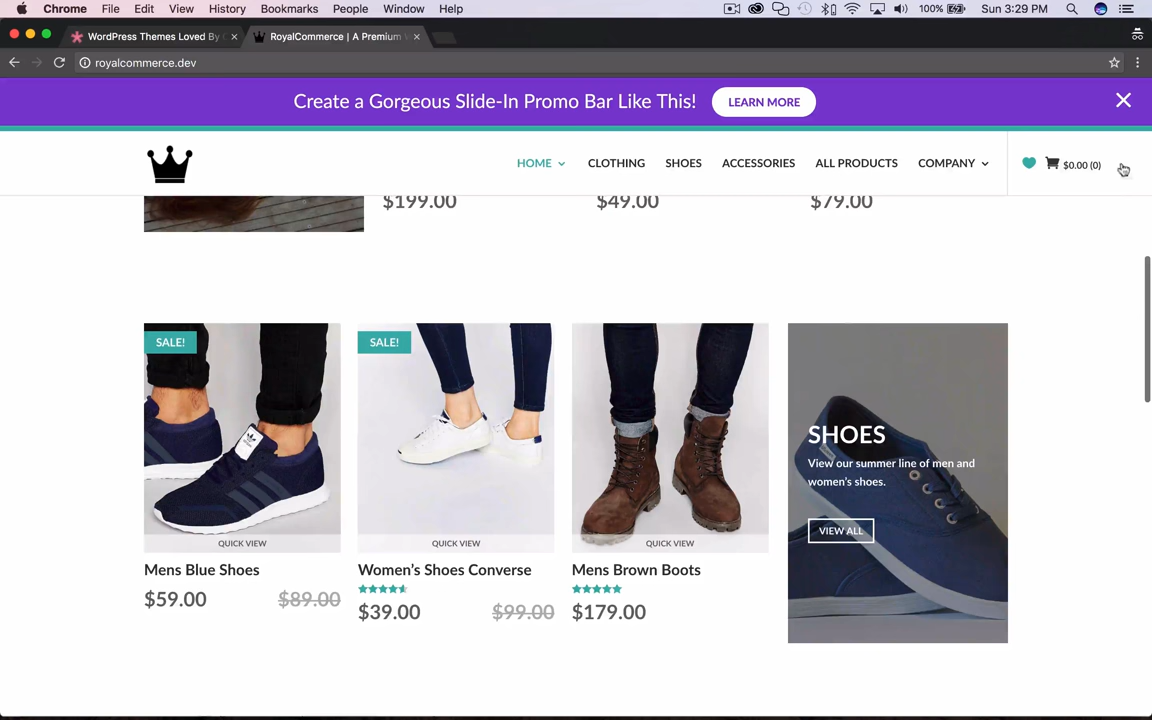 Chrome File Edit View History Bookmarks People Window Help 100% Sun 3:29 PM
WordPress Themes Loved By
RoyalCommerce | A Premium
royalcommerce.dev
Create a Gorgeous Slide-In Promo Bar Like This! LEARN MORE
HOME CLOTHING SHOES ACCESSORIES ALL PRODUCTS COMPANY $0.00 (0)
$199.00 $49.00 $79.00
SALE! SALE!
SHOES
View our summer line of men and
women's shoes.
VIEW ALL
QUICK VIEW QUICK VIEW QUICK VIEW
Mens Blue Shoes Women's Shoes Converse Mens Brown Boots
$59.00 $89.00 $39.00 $99.00 $179.00